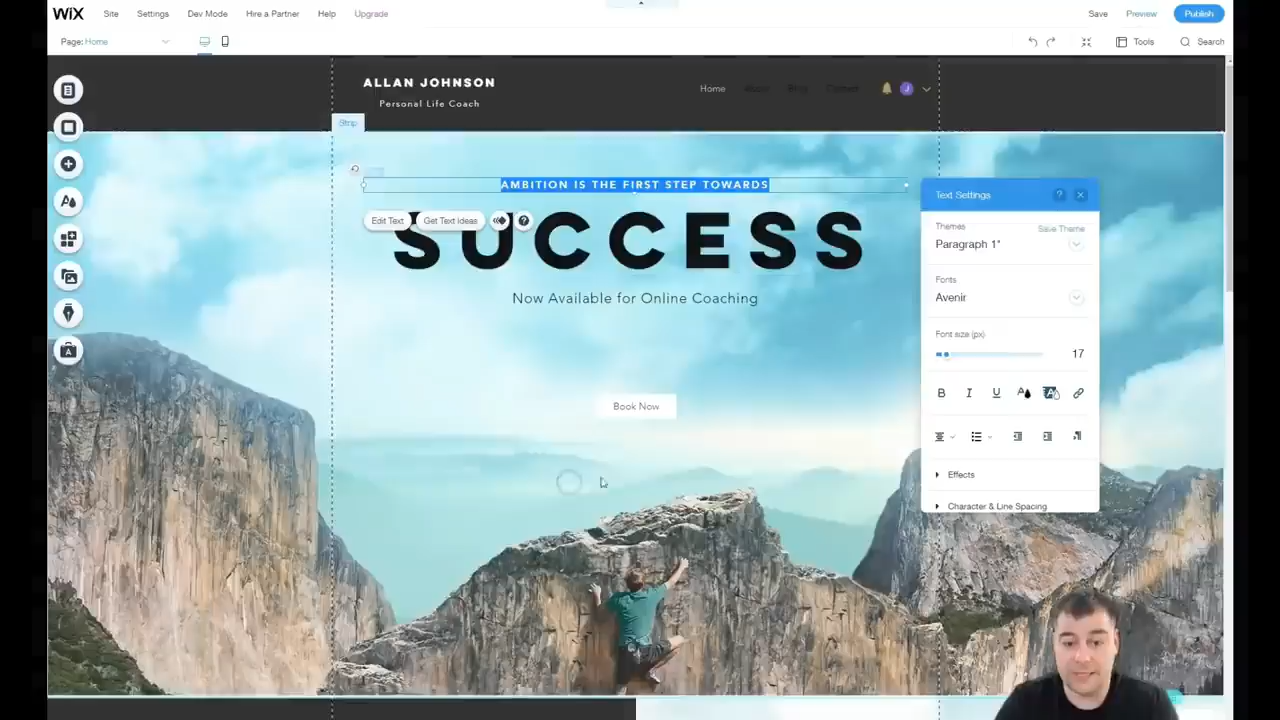 WiX Site Settings Dev Mode Hire a Partner Help Upgrade Save Preview Publish
Page: Home Tools Search
ALLAN JOHNSON
Personal Life Coach
Home About Blog Contact J
Strip
AMBITION IS THE FIRST STEP TOWARDS
Edit Text Get Text Ideas ?
SUCCESS
Now Available for Online Coaching
Book Now
Text Settings ?
Themes Save Theme
Paragraph 1*
Fonts
Avenir
Font size (px)
17
B I U A A
Effects
Character & Line Spacing